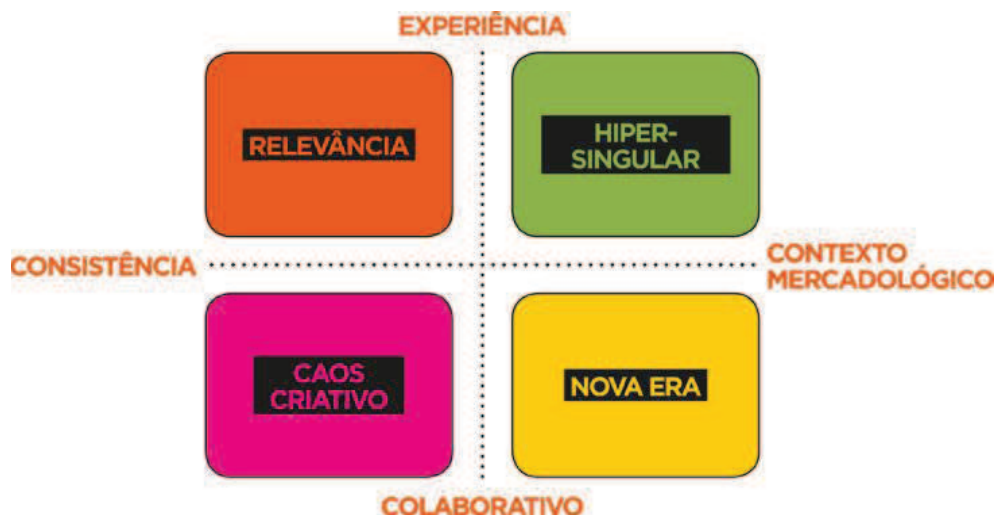 EXPERIÊNCIA
RELEVÂNCIA
HIPER-
SINGULAR
CONSISTÊNCIA
CONTEXTO
MERCADOLÓGICO
CAOS
CRIATIVO
NOVA ERA
COLABORATIVO